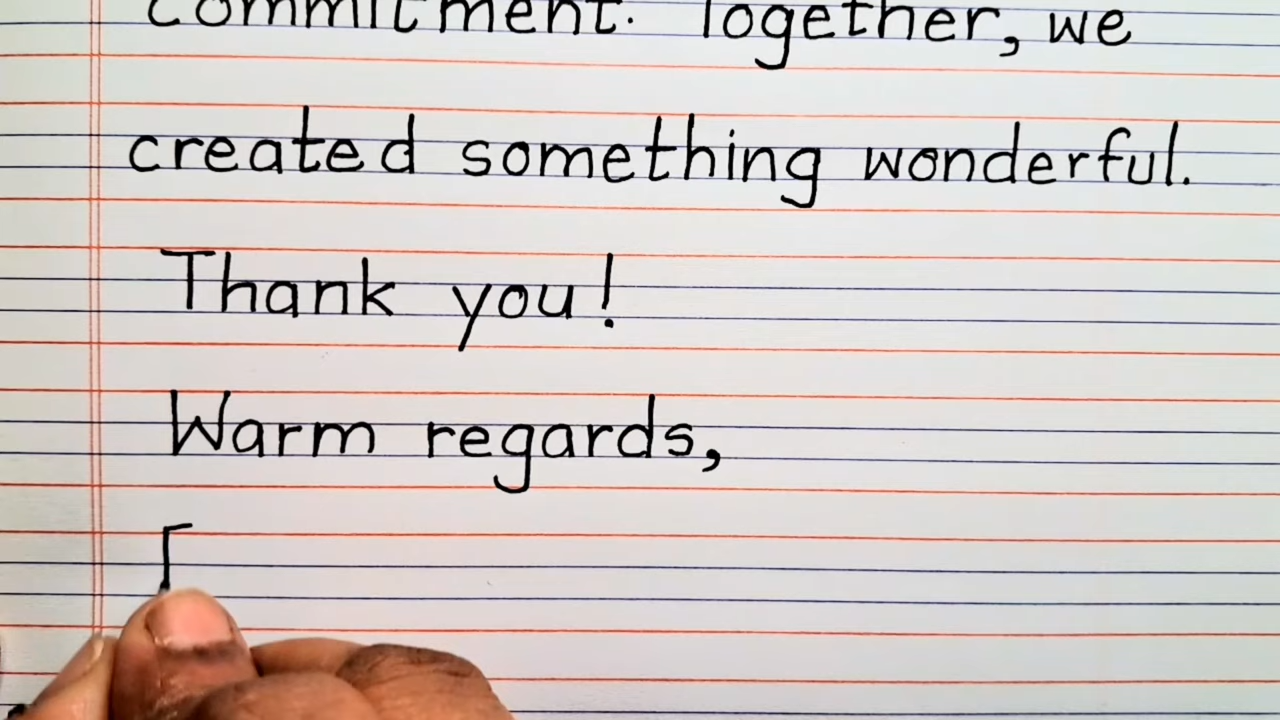 commitment. Together, we
created something wonderful.
Thank you!
Warm regards,
[